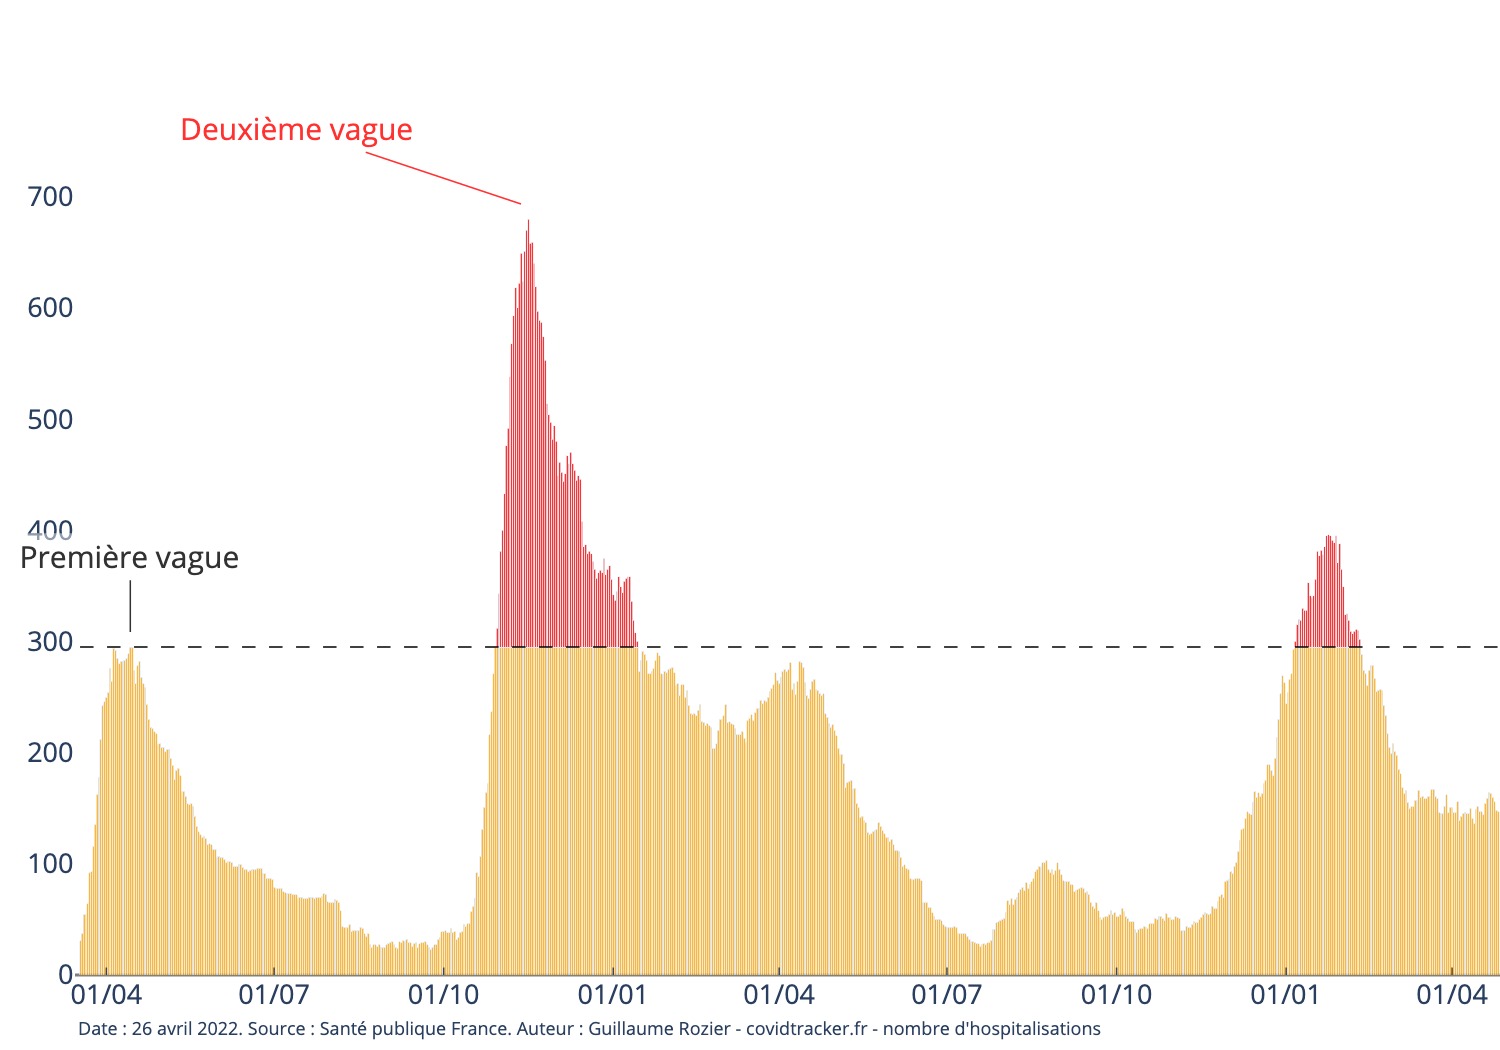 Deuxième vague
700
600
500
400
Première vague
300
200
100
0
01/04 01/07 01/10 01/01 01/04 01/07 01/10 01/01 01/04
Date : 26 avril 2022. Source : Santé publique France. Auteur : Guillaume Rozier - covidtracker.fr - nombre d'hospitalisations